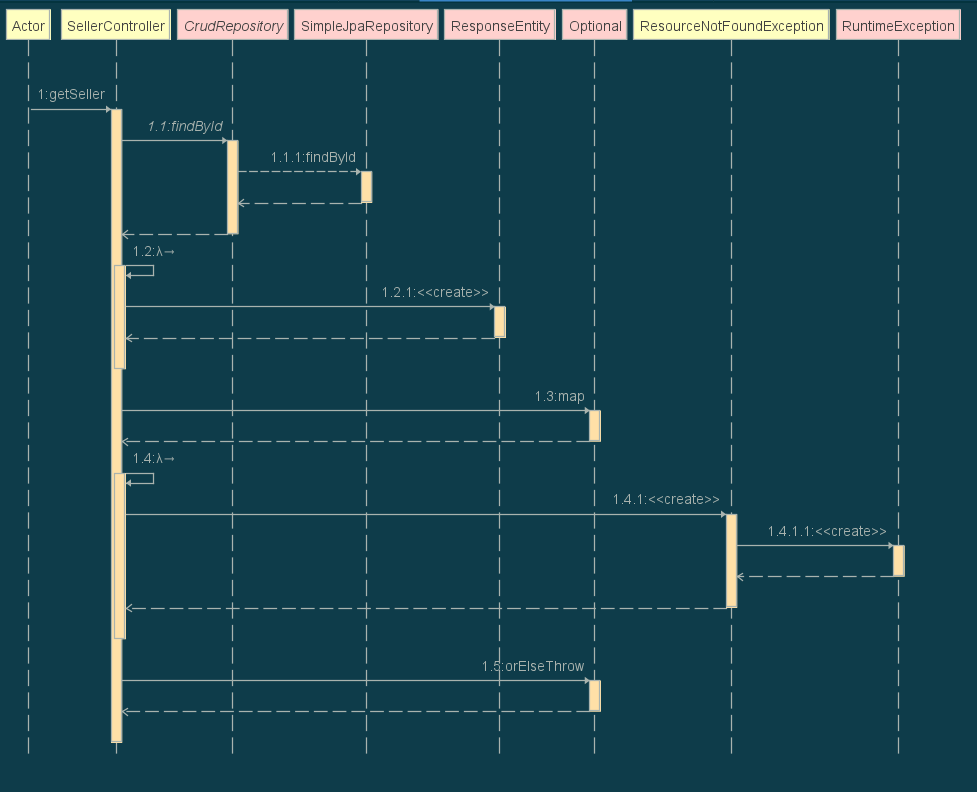 Actor SellerController CrudRepository SimpleJpaRepository ResponseEntity Optional ResourceNotFoundException RuntimeException
1:getSeller
1.1:findById
1.1.1:findById
1.2:λ→
1.2.1:<<create>>
1.3:map
1.4:λ→
1.4.1:<<create>>
1.4.1.1:<<create>>
1.5:orElseThrow